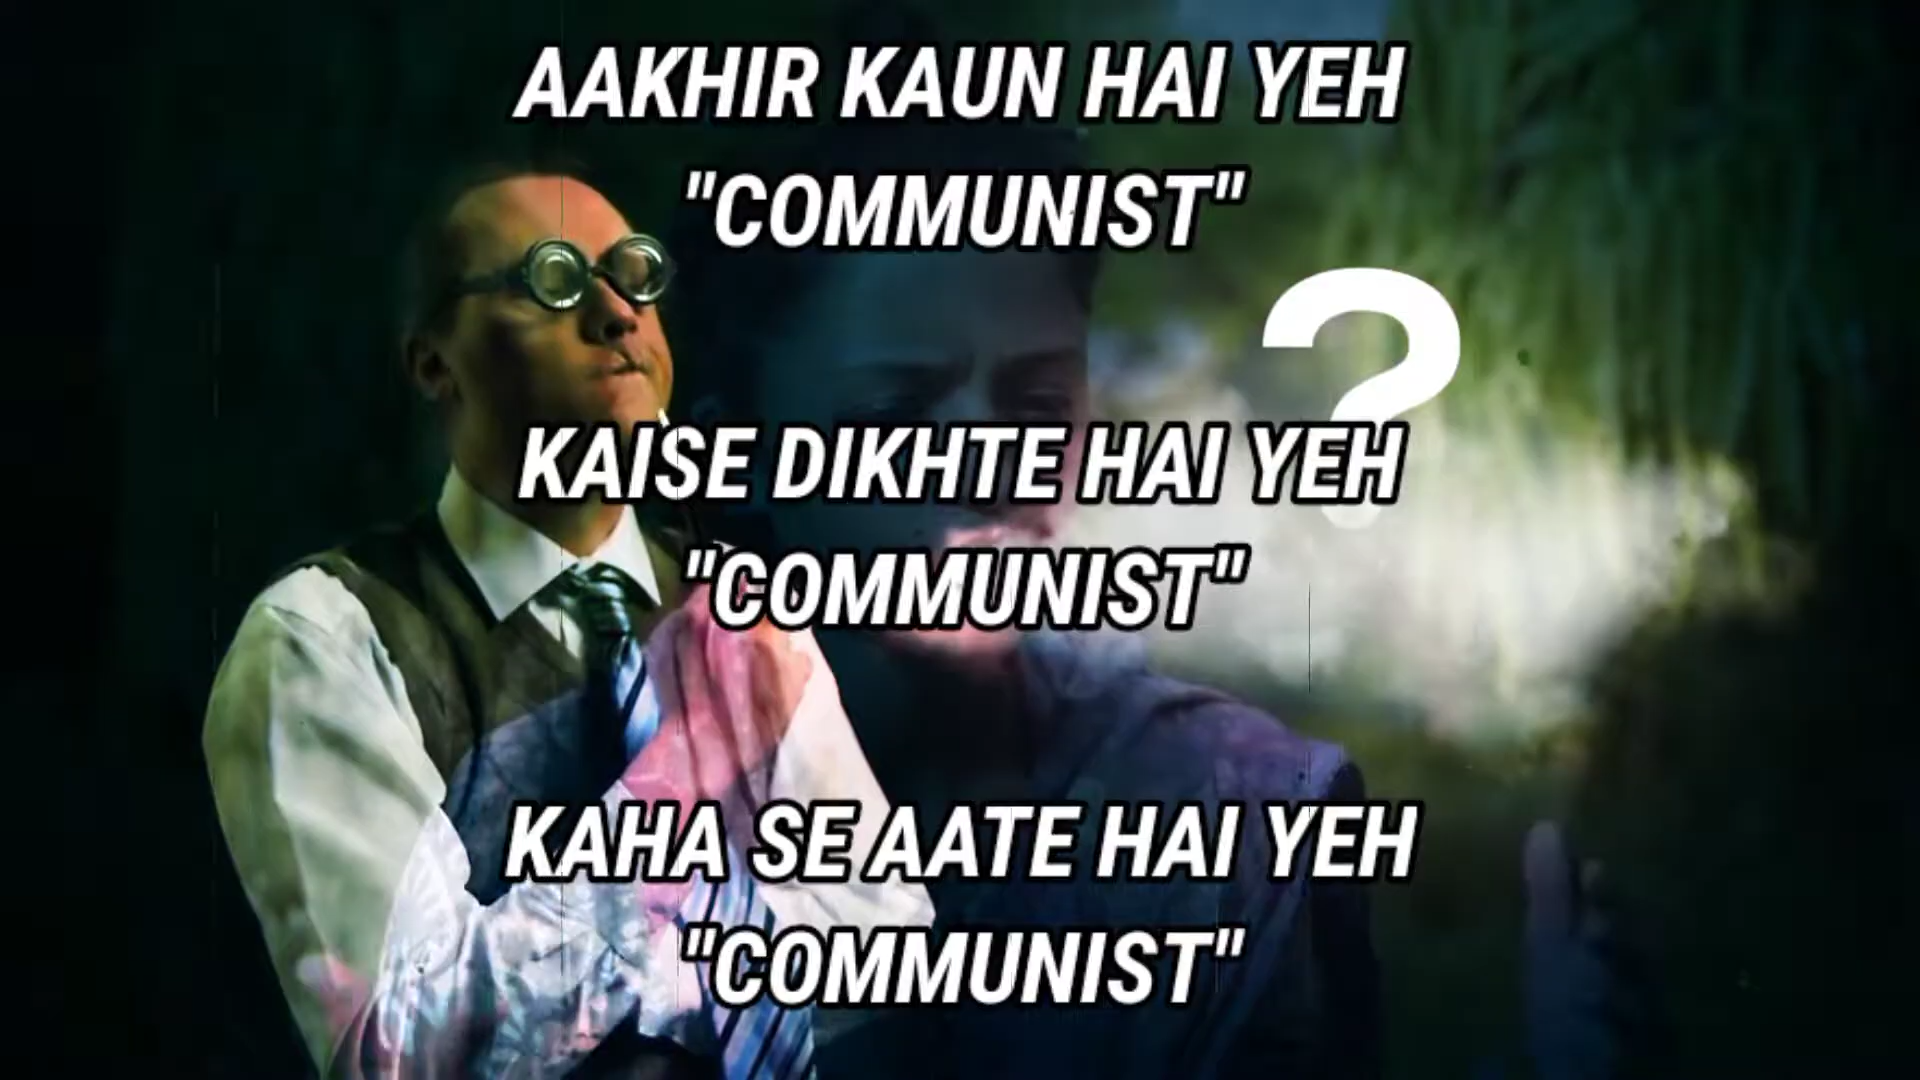 AAKHIR KAUN HAI YEH
"COMMUNIST"
?
KAISE DIKHTE HAI YEH
"COMMUNIST"
KAHA SE AATE HAI YEH
"COMMUNIST"